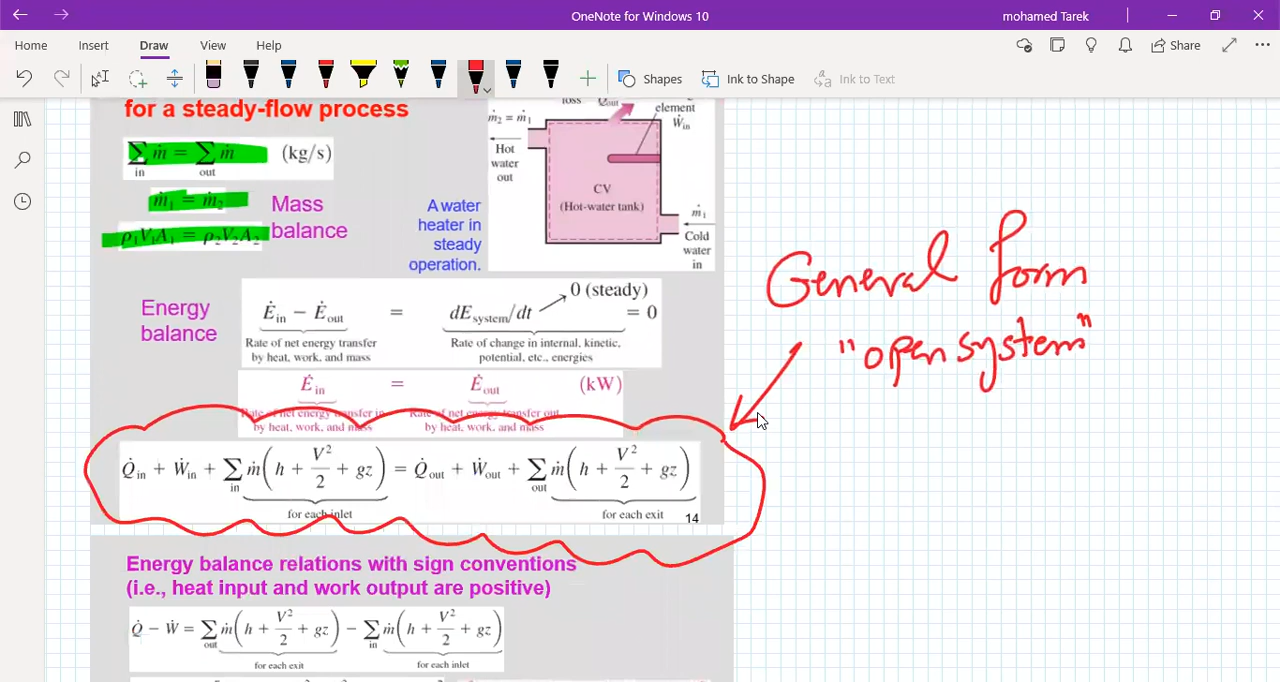 OneNote for Windows 10
mohamed Tarek
Home Insert Draw View Help
Share
Shapes
Ink to Shape
Ink to Text
for a steady-flow process
∑ ṁ = ∑ ṁ (kg/s)
in out
ṁ₁ = ṁ₂
ρ₁V₁A₁ = ρ₂V₂A₂
Mass
balance
A water
heater in
steady
operation.
loss Q̇out
element
Ẇin
ṁ₂ = ṁ₁
Hot
water
out
CV
(Hot-water tank)
ṁ₁
Cold
water
in
Energy
balance
Ėin − Ėout = dEsystem/dt = 0
0 (steady)
Rate of net energy transfer
by heat, work, and mass
Rate of change in internal, kinetic,
potential, etc., energies
Ėin = Ėout (kW)
Rate of net energy transfer in
by heat, work, and mass
Rate of net energy transfer out
by heat, work, and mass
Q̇in + Ẇin + ∑ ṁ(h + V²/2 + gz) = Q̇out + Ẇout + ∑ ṁ(h + V²/2 + gz)
in out
for each inlet for each exit
14
General form
"open system"
Energy balance relations with sign conventions
(i.e., heat input and work output are positive)
Q̇ − Ẇ = ∑ ṁ(h + V²/2 + gz) − ∑ ṁ(h + V²/2 + gz)
out in
for each exit for each inlet